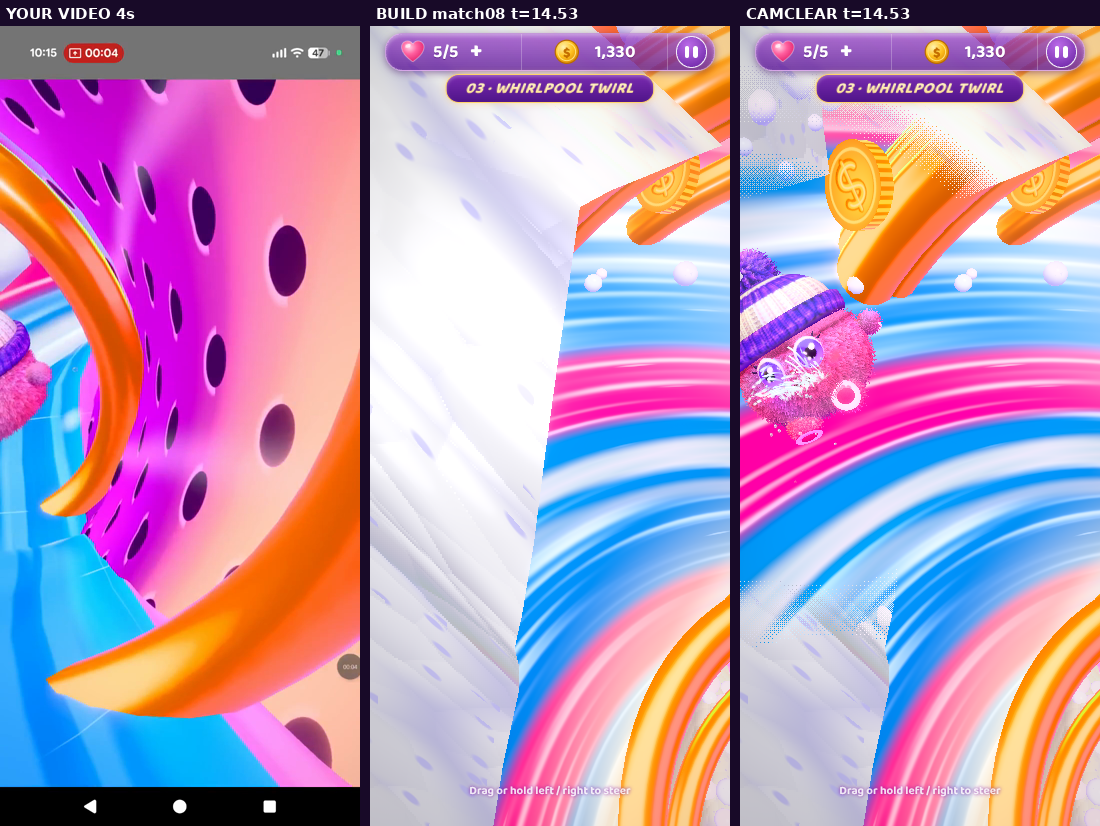 YOUR VIDEO 4s
10:15 00:04 47
00:04
BUILD match08 t=14.53
5/5 + $ 1,330
03 · WHIRLPOOL TWIRL
$
Drag or hold left / right to steer
CAMCLEAR t=14.53
5/5 + $ 1,330
03 · WHIRLPOOL TWIRL
$
$
Drag or hold left / right to steer